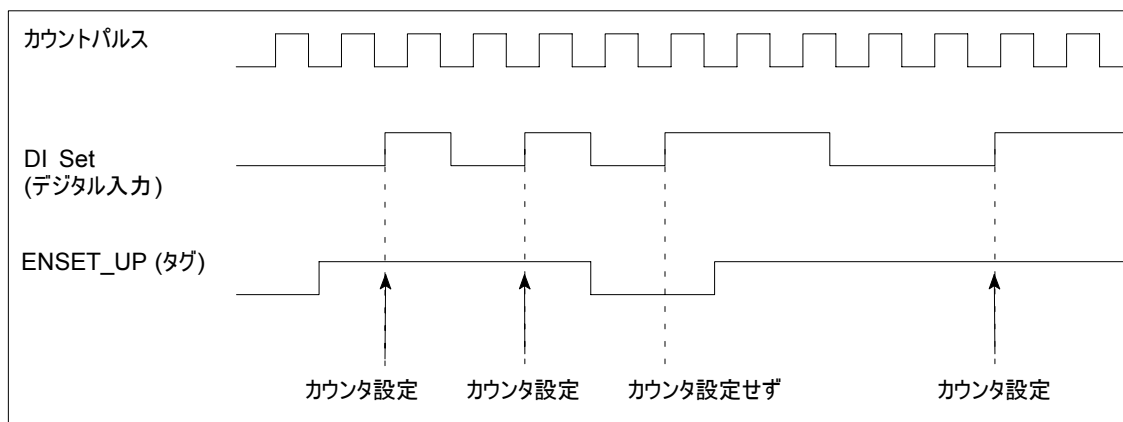 カウントパルス
DI Set
(デジタル入力)
ENSET_UP (タグ)
カウンタ設定 カウンタ設定 カウンタ設定せず カウンタ設定